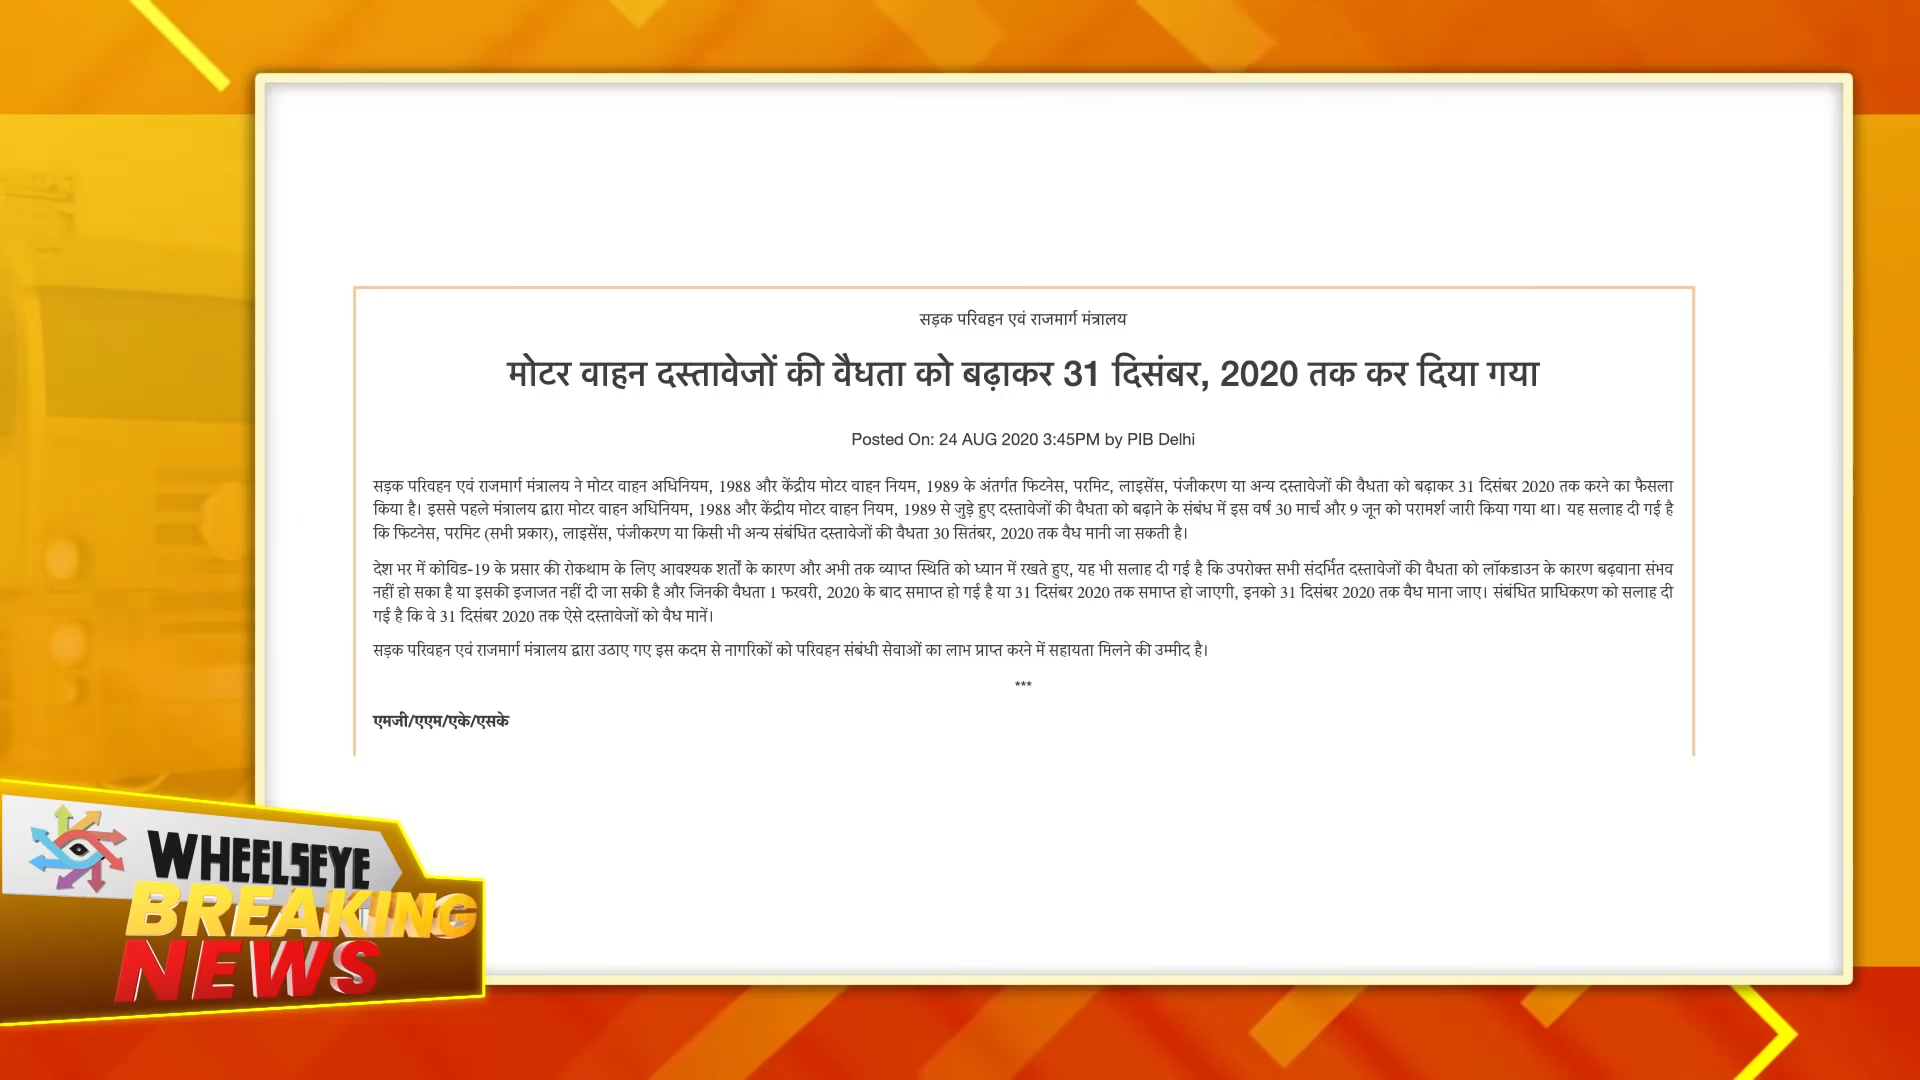 सड़क परिवहन एवं राजमार्ग मंत्रालय
मोटर वाहन दस्तावेजों की वैधता को बढ़ाकर 31 दिसंबर, 2020 तक कर दिया गया
Posted On: 24 AUG 2020 3:45PM by PIB Delhi
सड़क परिवहन एवं राजमार्ग मंत्रालय ने मोटर वाहन अधिनियम, 1988 और केंद्रीय मोटर वाहन नियम, 1989 के अंतर्गत फिटनेस, परमिट, लाइसेंस, पंजीकरण या अन्य दस्तावेजों की वैधता को बढ़ाकर 31 दिसंबर 2020 तक करने का फैसला
किया है। इससे पहले मंत्रालय द्वारा मोटर वाहन अधिनियम, 1988 और केंद्रीय मोटर वाहन नियम, 1989 से जुड़े हुए दस्तावेजों की वैधता को बढ़ाने के संबंध में इस वर्ष 30 मार्च और 9 जून को परामर्श जारी किया गया था। यह सलाह दी गई है
कि फिटनेस, परमिट (सभी प्रकार), लाइसेंस, पंजीकरण या किसी भी अन्य संबंधित दस्तावेजों की वैधता 30 सितंबर, 2020 तक वैध मानी जा सकती है।
देश भर में कोविड-19 के प्रसार की रोकथाम के लिए आवश्यक शर्तों के कारण और अभी तक व्याप्त स्थिति को ध्यान में रखते हुए, यह भी सलाह दी गई है कि उपरोक्त सभी संदर्भित दस्तावेजों की वैधता को लॉकडाउन के कारण बढ़वाना संभव
नहीं हो सका है या इसकी इजाजत नहीं दी जा सकी है और जिनकी वैधता 1 फरवरी, 2020 के बाद समाप्त हो गई है या 31 दिसंबर 2020 तक समाप्त हो जाएगी, इनको 31 दिसंबर 2020 तक वैध माना जाए। संबंधित प्राधिकरण को सलाह दी
गई है कि वे 31 दिसंबर 2020 तक ऐसे दस्तावेजों को वैध मानें।
सड़क परिवहन एवं राजमार्ग मंत्रालय द्वारा उठाए गए इस कदम से नागरिकों को परिवहन संबंधी सेवाओं का लाभ प्राप्त करने में सहायता मिलने की उम्मीद है।
***
एमजी/एएम/एके/एसके
WHEELSEYE
BREAKING
NEWS